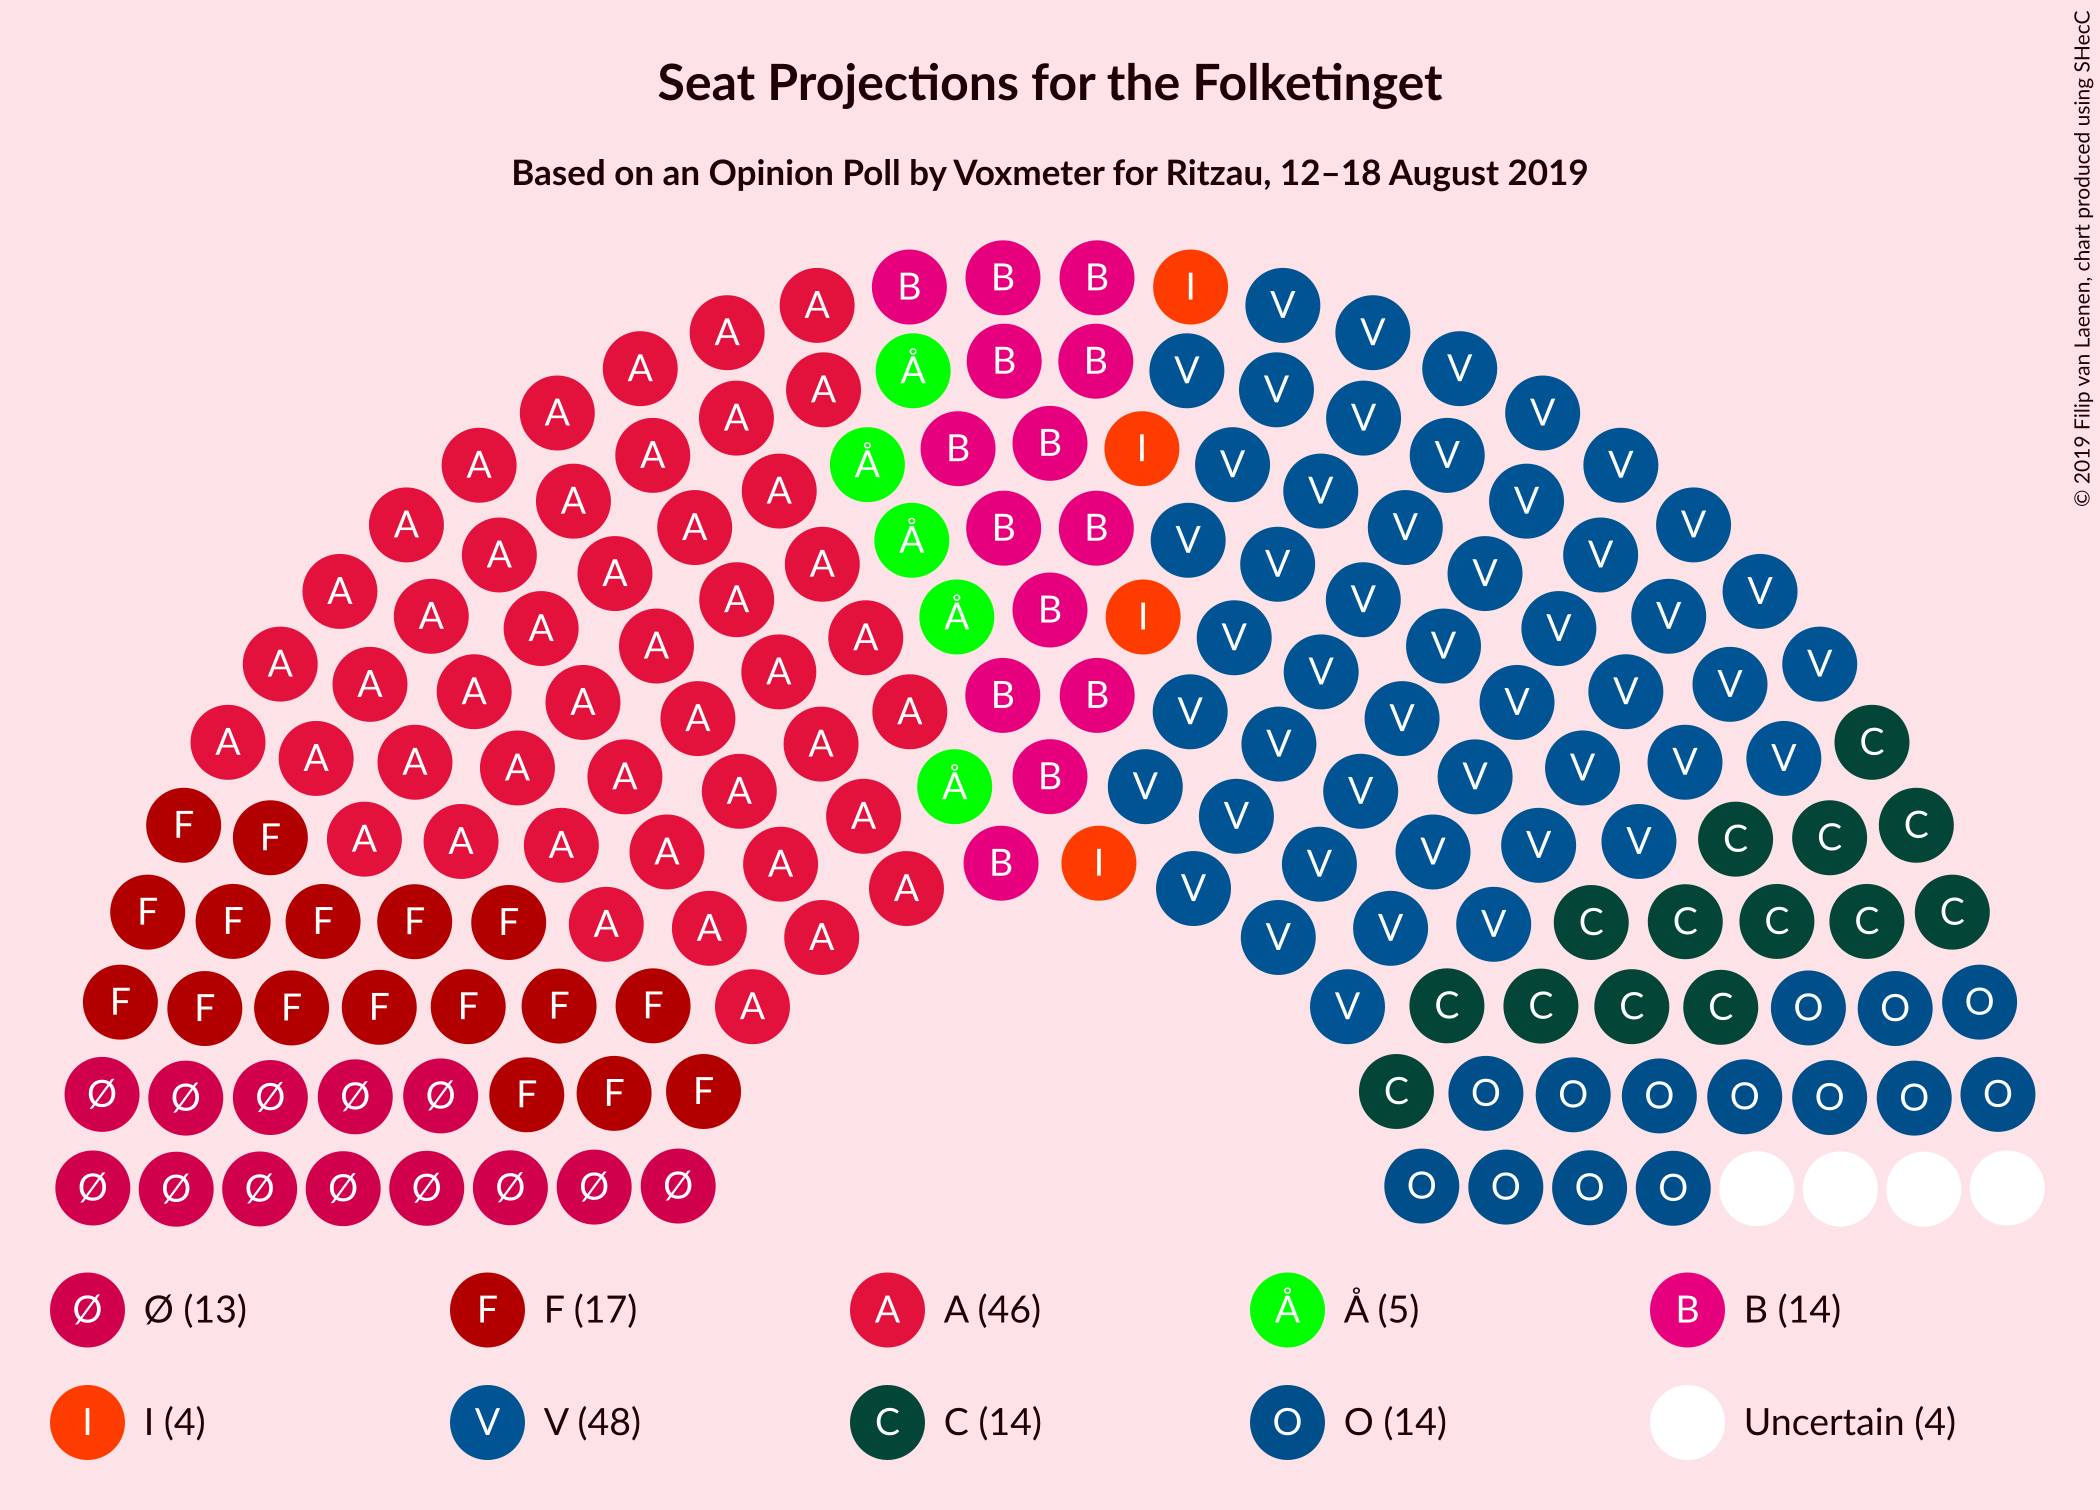 Seat Projections for the Folketinget
Based on an Opinion Poll by Voxmeter for Ritzau, 12–18 August 2019
© 2019 Filip van Laenen, chart produced using SHecC
B B B I
A A V V
A A Å B B V V V
A A A Å B B I V V V V
A A A A A Å B B V V V V V V
A A A A A A Å B I V V V V V V V
A A A A A A A A B B V V V V V V V V
A A A A A A A A V V V V V V V C
F F A A A A A A A Å B V V V V V V V C C C
F F F F F A A A A A B I V V V V V C C C C C
F F F F F F F A V C C C C O O O
Ø Ø Ø Ø Ø F F F C O O O O O O O
Ø Ø Ø Ø Ø Ø Ø Ø O O O O
Ø Ø (13) F F (17) A A (46) Å Å (5) B B (14)
I I (4) V V (48) C C (14) O O (14) Uncertain (4)